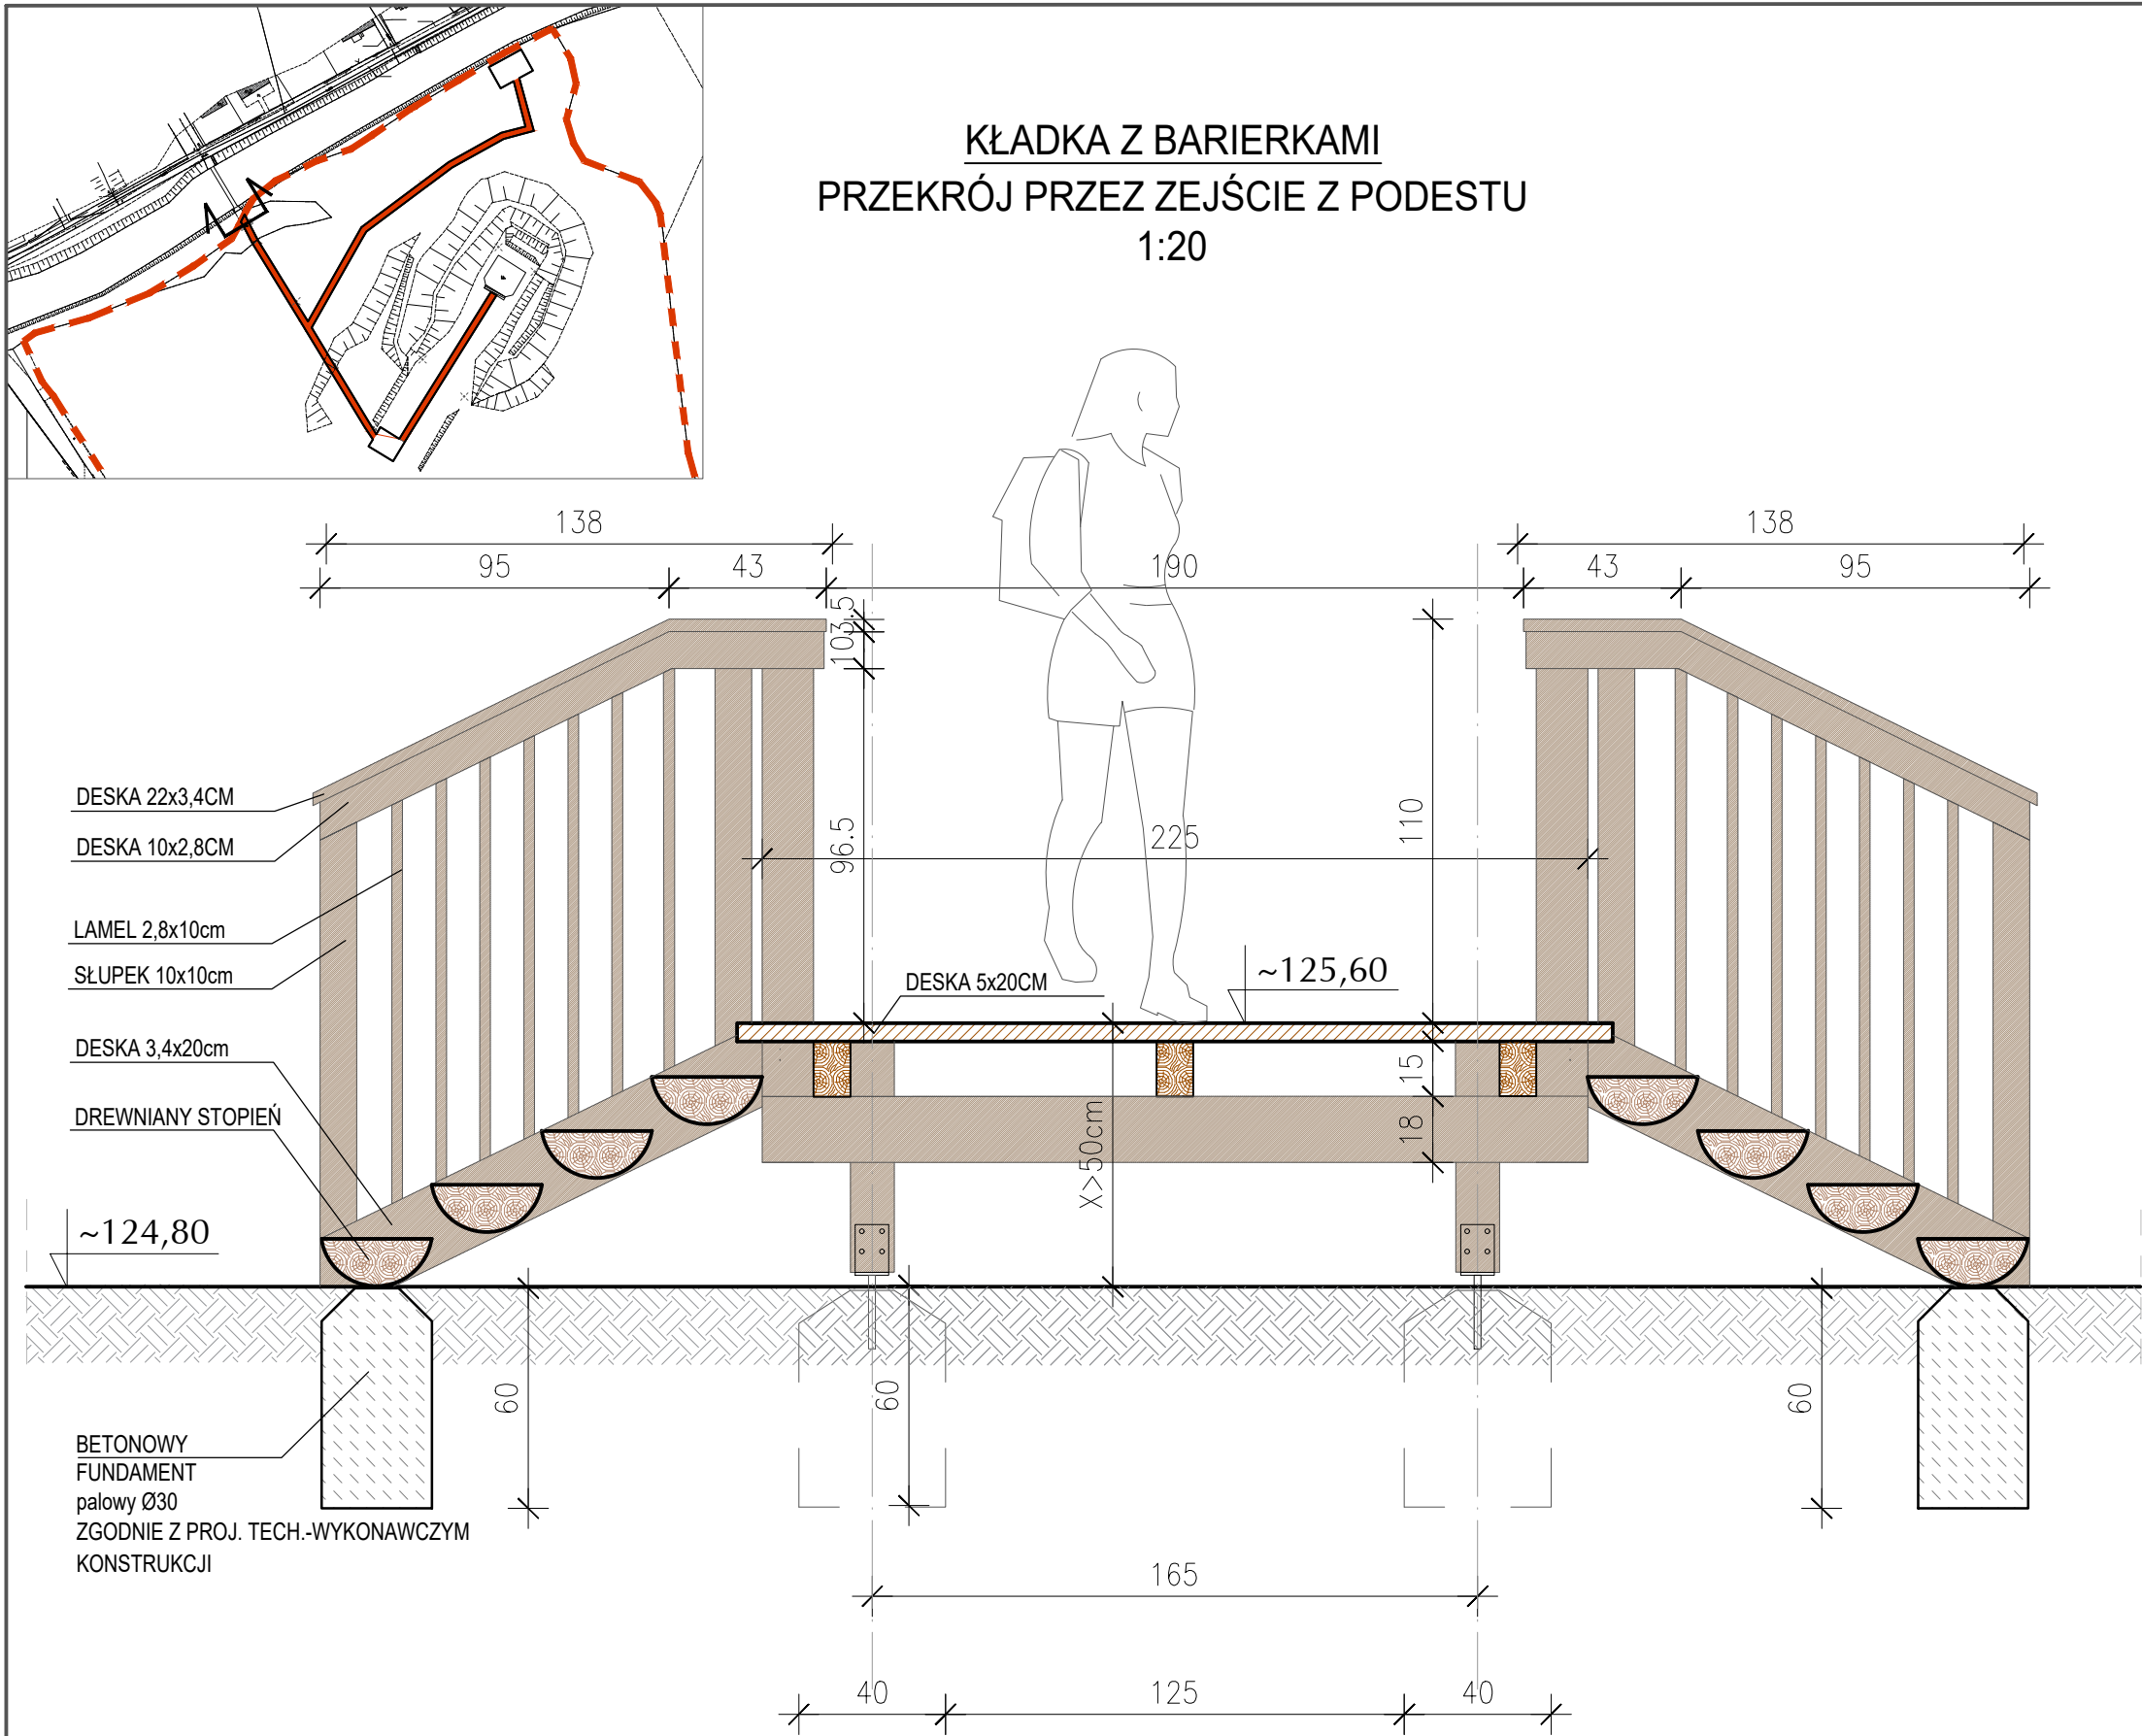 KŁADKA Z BARIERKAMI
PRZEKRÓJ PRZEZ ZEJŚCIE Z PODESTU
1:20
138
138
95
43
190
43
95
103.5
DESKA 22x3,4CM
DESKA 10x2,8CM
96.5
225
110
LAMEL 2,8x10cm
SŁUPEK 10x10cm
DESKA 5x20CM
~125,60
DESKA 3,4x20cm
15
DREWNIANY STOPIEŃ
18
X>50cm
~124,80
60
60
60
BETONOWY
FUNDAMENT
palowy Ø30
ZGODNIE Z PROJ. TECH.-WYKONAWCZYM
KONSTRUKCJI
165
40
125
40